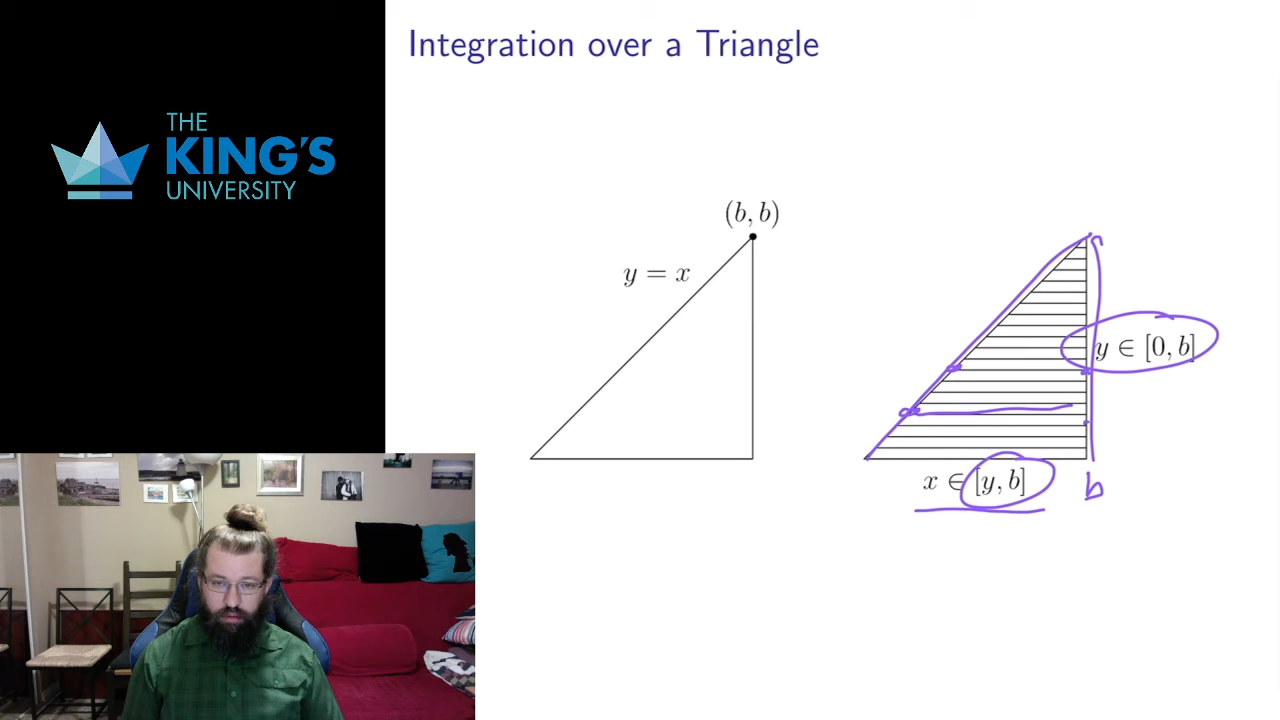 THE
KING'S
UNIVERSITY
Integration over a Triangle
(b, b)
y = x
y ∈ [0, b]
x ∈ [y, b]
b